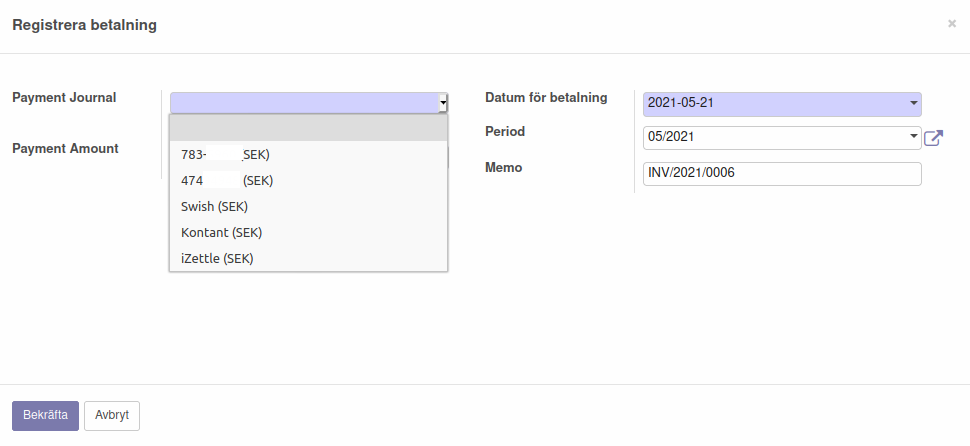 Registrera betalning
×
Payment Journal
783- SEK)
474 (SEK)
Swish (SEK)
Kontant (SEK)
iZettle (SEK)
Payment Amount
Datum för betalning
2021-05-21
Period
05/2021
Memo
INV/2021/0006
Bekräfta
Avbryt